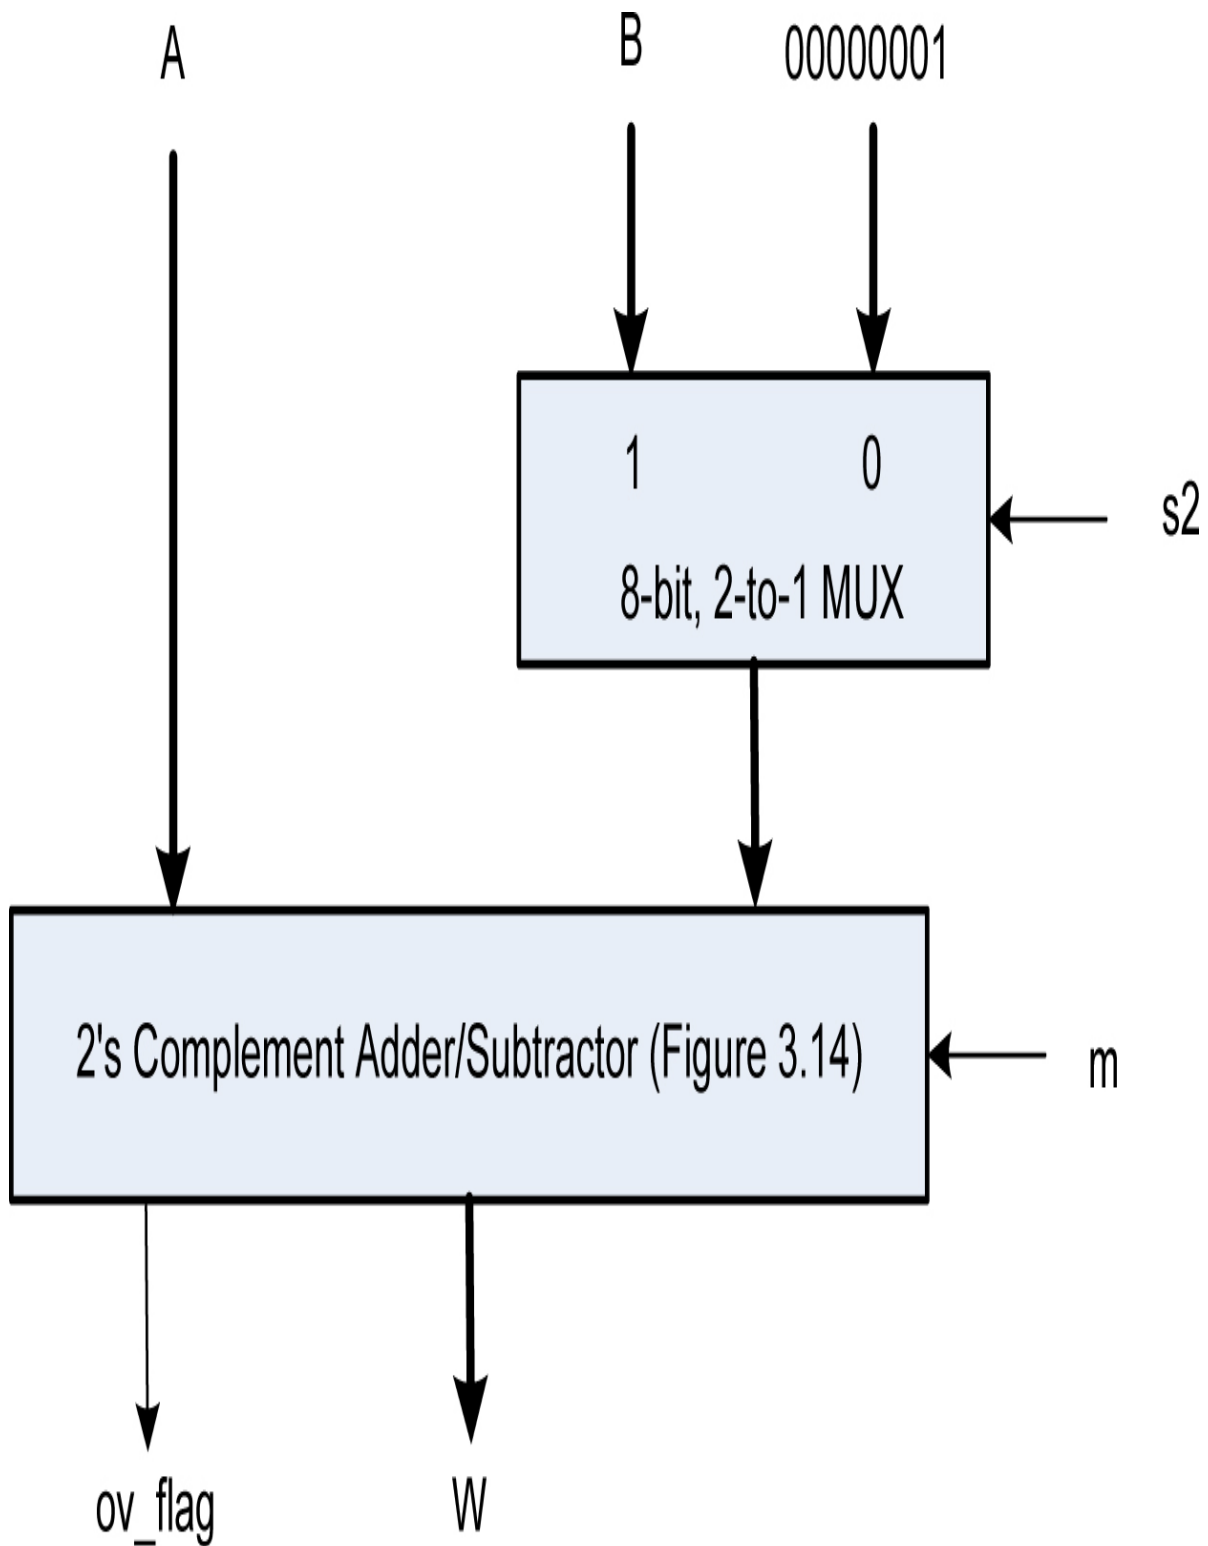 A
B
00000001
1
0
s2
8-bit, 2-to-1 MUX
2's Complement Adder/Subtractor (Figure 3.14)
m
ov_flag
W